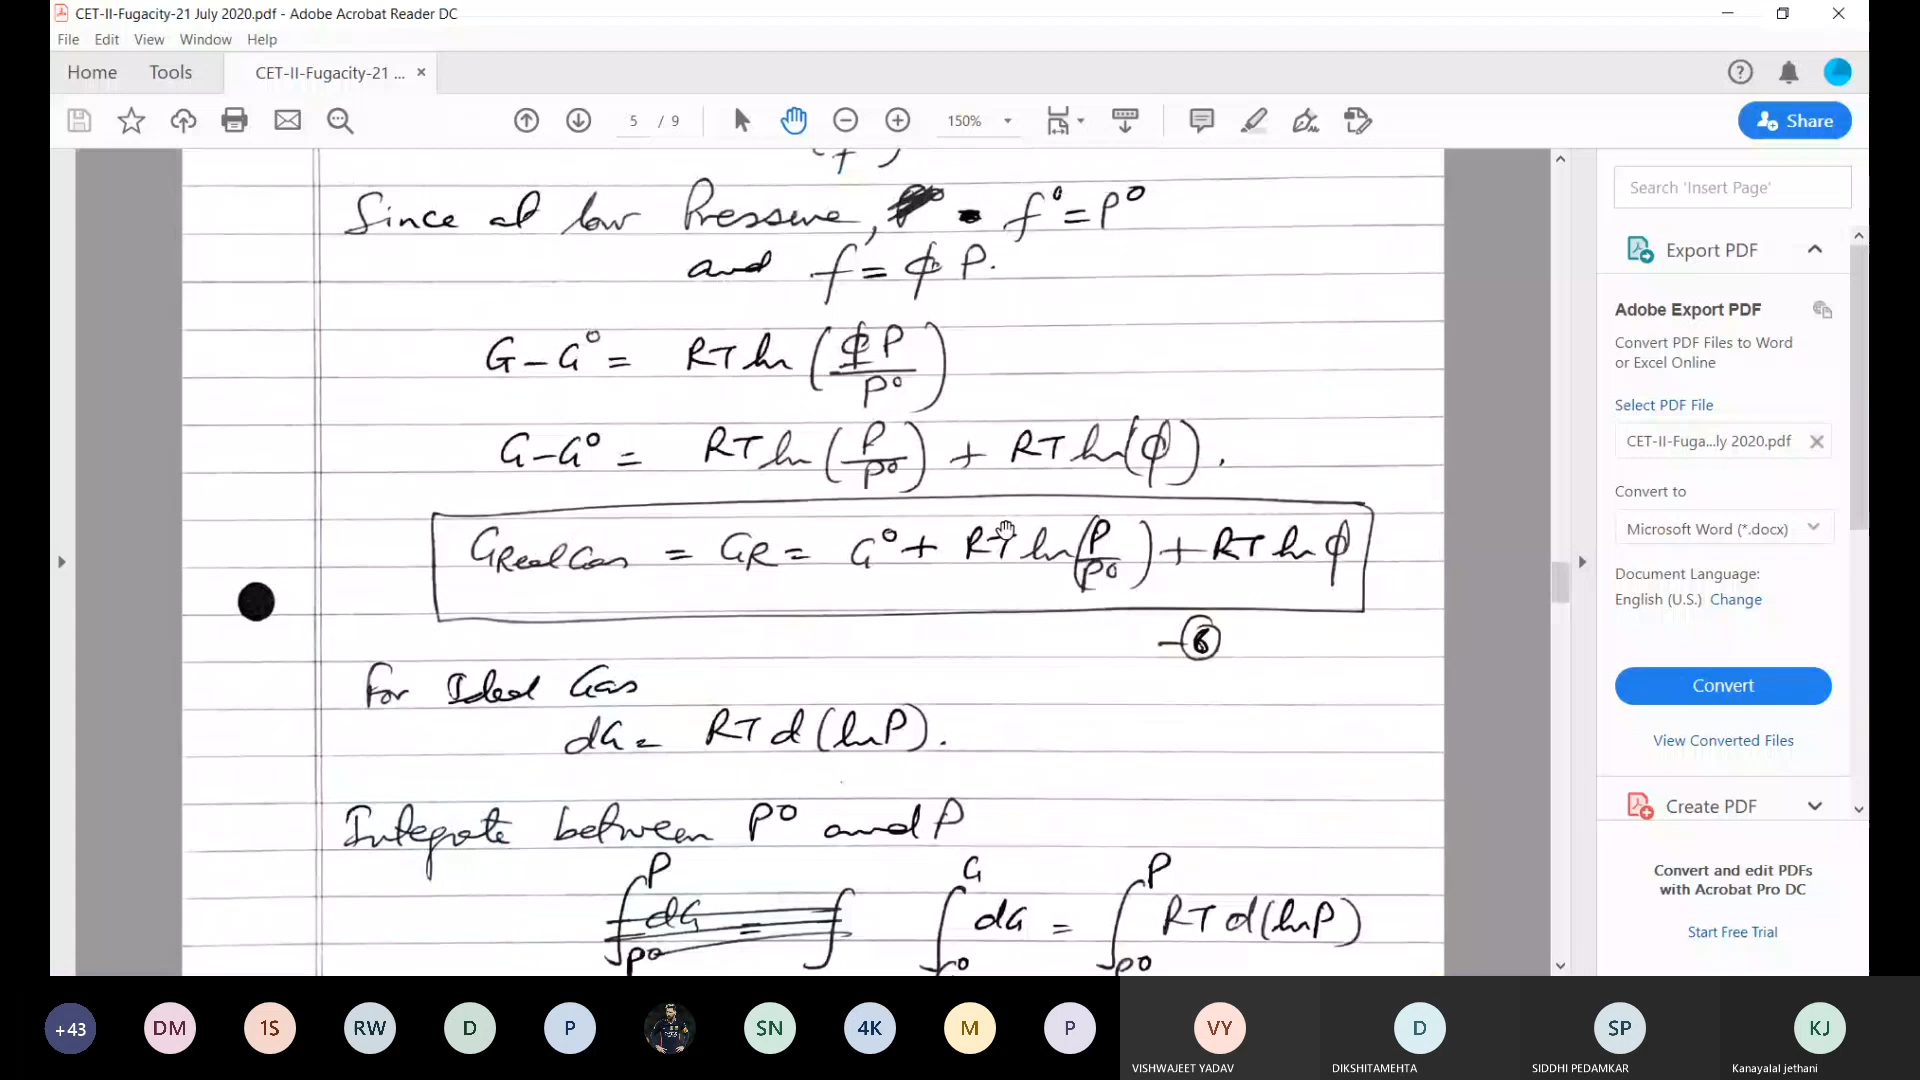 CET-II-Fugacity-21 July 2020.pdf - Adobe Acrobat Reader DC
File Edit View Window Help
Home Tools CET-II-Fugacity-21 ... ×
5 / 9 150% Share
Since at low Pressure, f° = P°
and f = ϕ P.
G - G° = RT ln (ϕ P / P°)
G - G° = RT ln (P / P°) + RT ln (ϕ).
G Real Gas = GR = G° + RT ln (P / P°) + RT ln ϕ
For Ideal Gas
dG = RT d (ln P).
Integrate between P° and P
∫ dG = ∫ RT d (ln P)
Search 'Insert Page'
Export PDF
Adobe Export PDF
Convert PDF Files to Word
or Excel Online
Select PDF File
CET-II-Fuga...ly 2020.pdf
Convert to
Microsoft Word (*.docx)
Document Language:
English (U.S.) Change
Convert
View Converted Files
Create PDF
Convert and edit PDFs
with Acrobat Pro DC
Start Free Trial
+43 DM 1S RW D P SN 4K M P VY D SP KJ
VISHWAJEET YADAV DIKSHITAMEHTA SIDDHI PEDAMKAR Kanayalal jethani